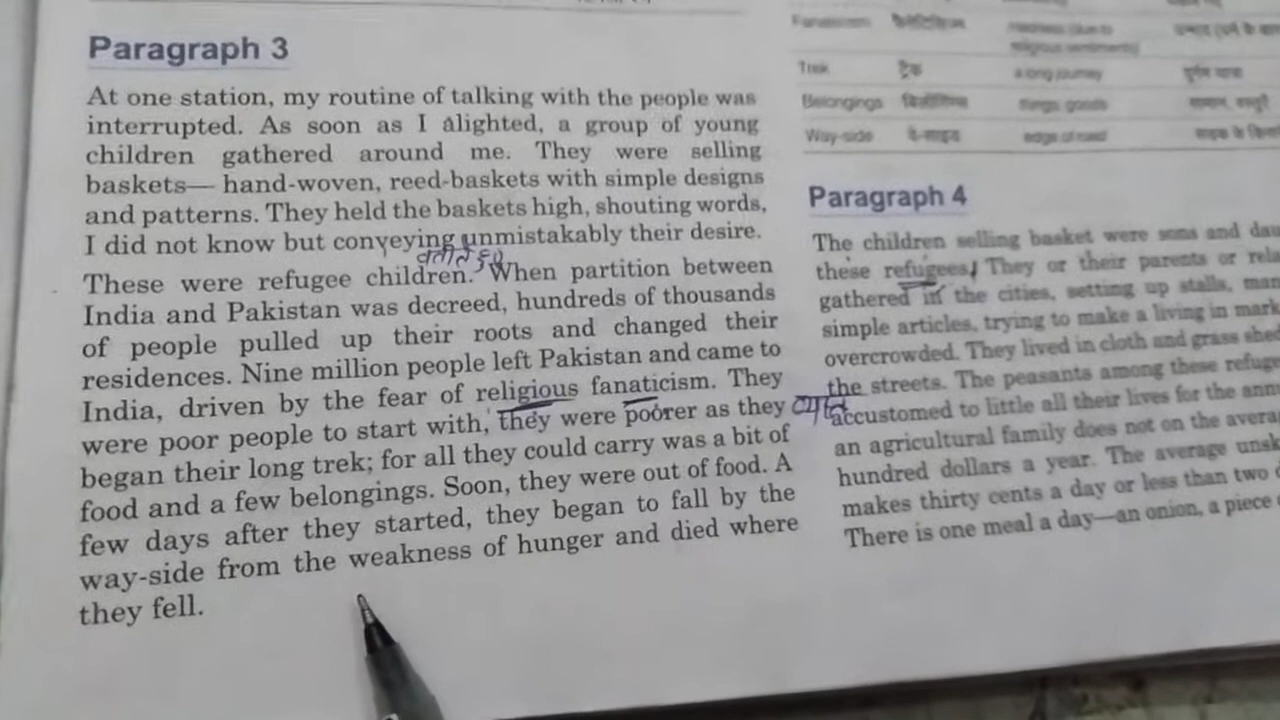 Paragraph 3
At one station, my routine of talking with the people was
interrupted. As soon as I alighted, a group of young
children gathered around me. They were selling
baskets— hand-woven, reed-baskets with simple designs
and patterns. They held the baskets high, shouting words,
I did not know but conveying unmistakably their desire.
These were refugee children. When partition between
India and Pakistan was decreed, hundreds of thousands
of people pulled up their roots and changed their
residences. Nine million people left Pakistan and came to
India, driven by the fear of religious fanaticism. They
were poor people to start with, they were poorer as they
began their long trek; for all they could carry was a bit of
food and a few belongings. Soon, they were out of food. A
few days after they started, they began to fall by the
way-side from the weakness of hunger and died where
they fell.
Trek ट्रैक a long journey
Belongings things, goods सामान
Way-side वे-साइड edge of road
Paragraph 4
The children selling basket were sons and
these refugees. They or their parents or
gathered in the cities, setting up stalls,
simple articles, trying to make a living in
overcrowded. They lived in cloth and grass
the streets. The peasants among these
accustomed to little all their lives for the
an agricultural family does not on the
hundred dollars a year. The average
makes thirty cents a day or less than two
There is one meal a day—an onion, a piece